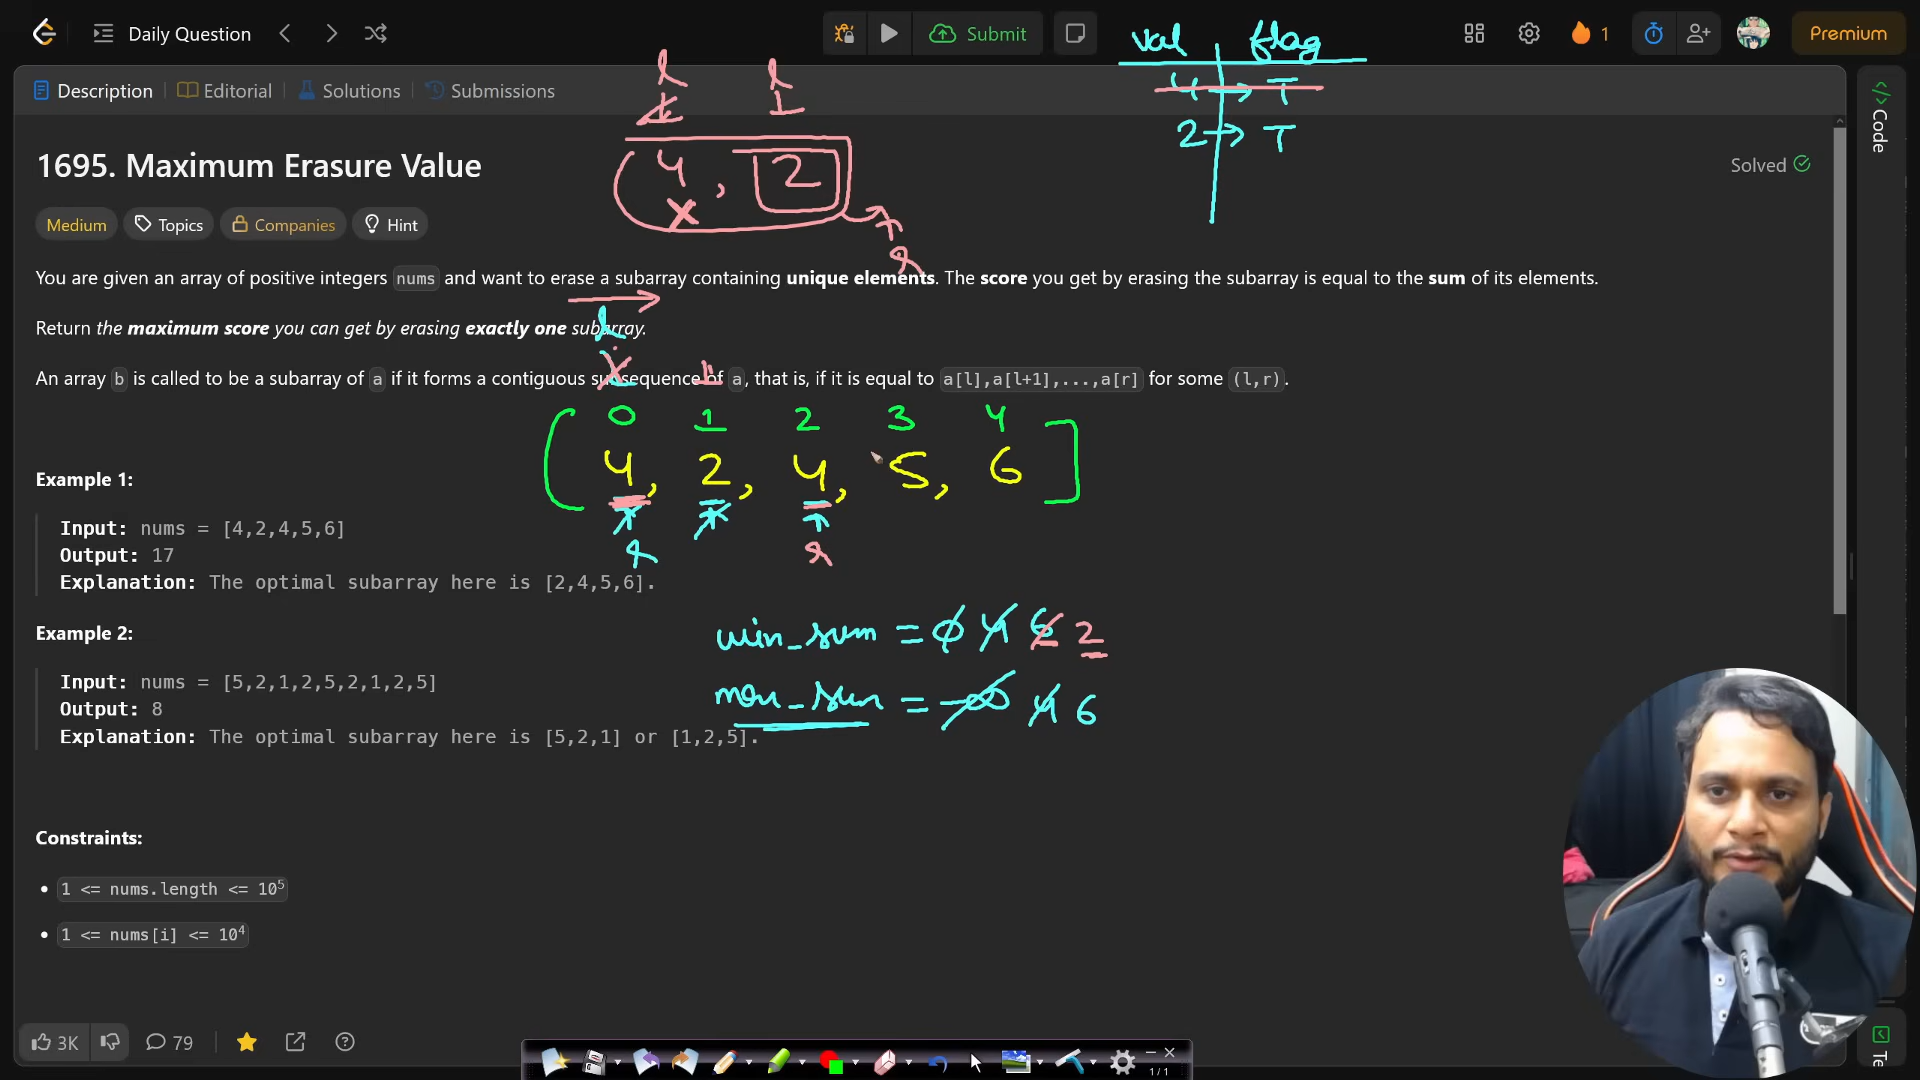 Daily Question
Submit
1
Premium
val flag
4 → T
2 → T
Description | Editorial | Solutions | Submissions
Code
l l
1
4 , 2
x
r
1695. Maximum Erasure Value
Solved
Medium Topics Companies Hint
You are given an array of positive integers nums and want to erase a subarray containing unique elements. The score you get by erasing the subarray is equal to the sum of its elements.
Return the maximum score you can get by erasing exactly one subarray.
An array b is called to be a subarray of a if it forms a contiguous subsequence of a, that is, if it is equal to a[l],a[l+1],...,a[r] for some (l,r).
0 1 2 3 4
4, 2, 4, 5, 6
r r
Example 1:
Input: nums = [4,2,4,5,6]
Output: 17
Explanation: The optimal subarray here is [2,4,5,6].
win_sum = 0 4 6 2
max_sum = -∞ 4 6
Example 2:
Input: nums = [5,2,1,2,5,2,1,2,5]
Output: 8
Explanation: The optimal subarray here is [5,2,1] or [1,2,5].
Constraints:
• 1 <= nums.length <= 10⁵
• 1 <= nums[i] <= 10⁴
3K 79
1/1